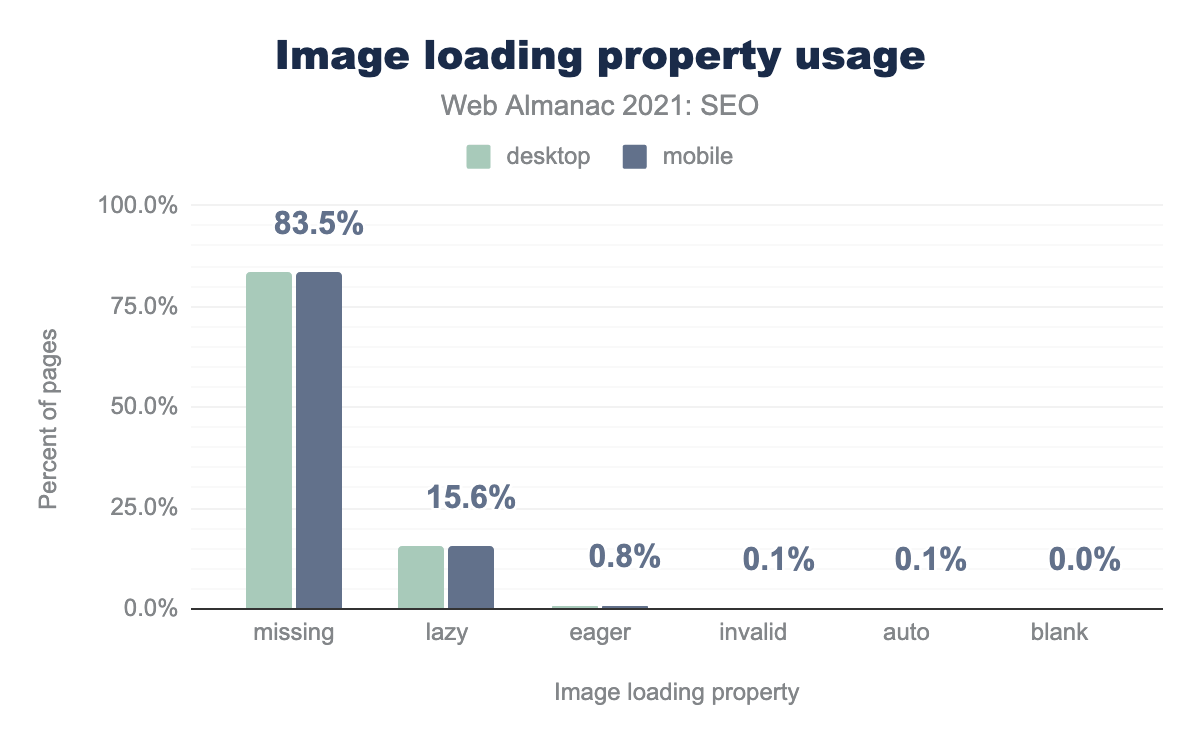 Image loading property usage
Web Almanac 2021: SEO
desktop mobile
100.0%
75.0%
50.0%
25.0%
0.0%
Percent of pages
83.5%
15.6%
0.8%
0.1%
0.1%
0.0%
missing lazy eager invalid auto blank
Image loading property